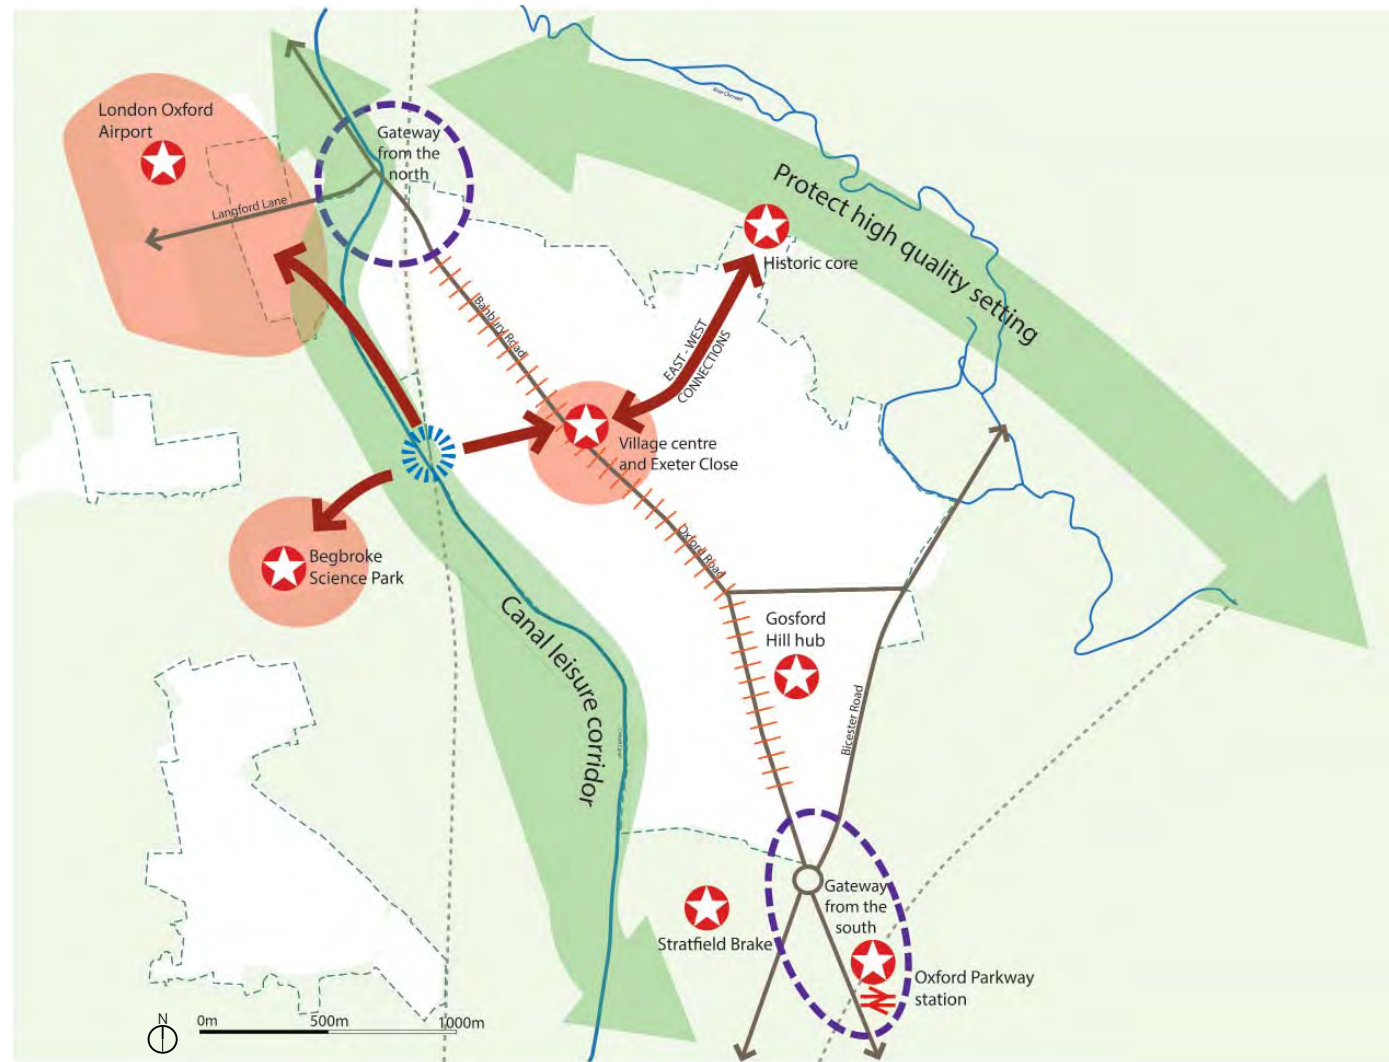 London Oxford
Airport
Gateway
from the
north
River Cherwell
Langford Lane
Protect high quality setting
Historic core
Banbury Road
EAST - WEST
CONNECTIONS
Village centre
and Exeter Close
Begbroke
Science Park
Oxford Road
Canal leisure corridor
Gosford
Hill hub
Bicester Road
Gateway
from the
south
Stratfield Brake
Oxford Parkway
station
N
0m
500m
1000m